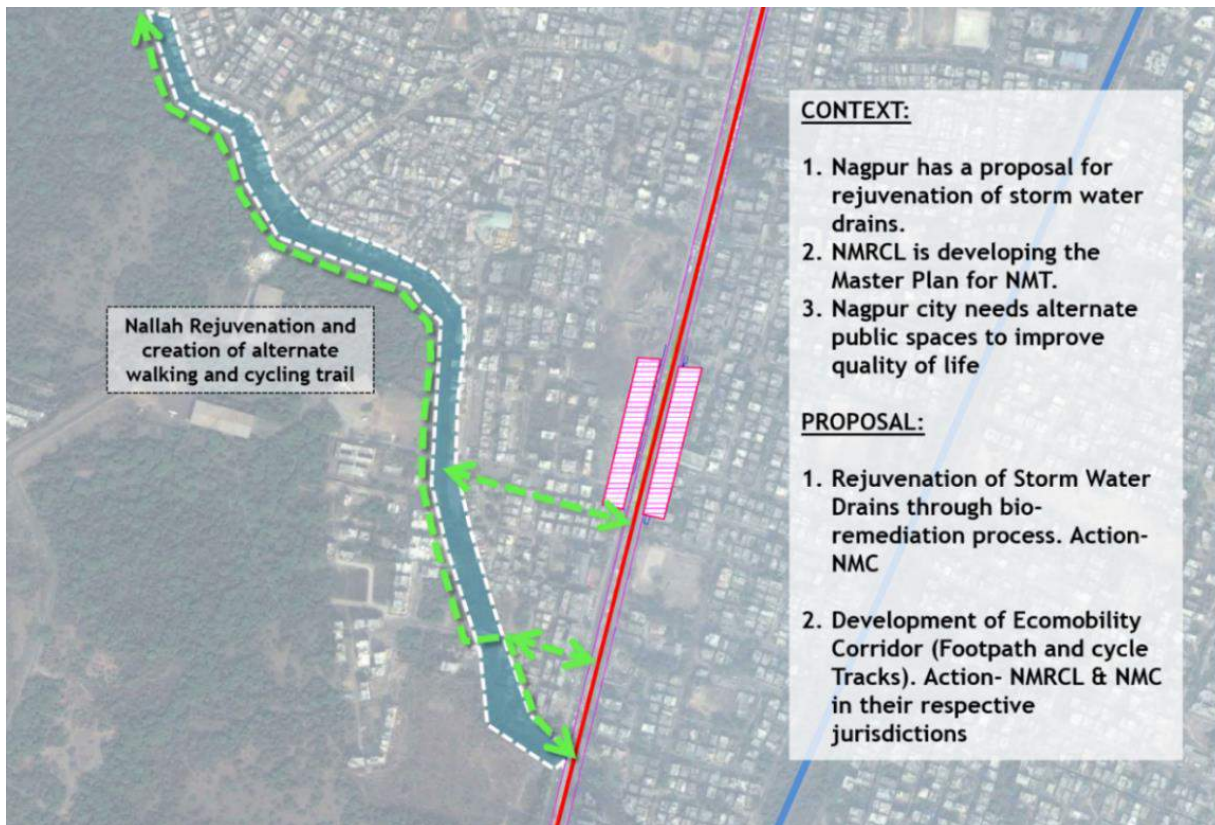 Nallah Rejuvenation and
creation of alternate
walking and cycling trail
CONTEXT:
1. Nagpur has a proposal for
rejuvenation of storm water
drains.
2. NMRCL is developing the
Master Plan for NMT.
3. Nagpur city needs alternate
public spaces to improve
quality of life
PROPOSAL:
1. Rejuvenation of Storm Water
Drains through bio-
remediation process. Action-
NMC
2. Development of Ecomobility
Corridor (Footpath and cycle
Tracks). Action- NMRCL & NMC
in their respective
jurisdictions